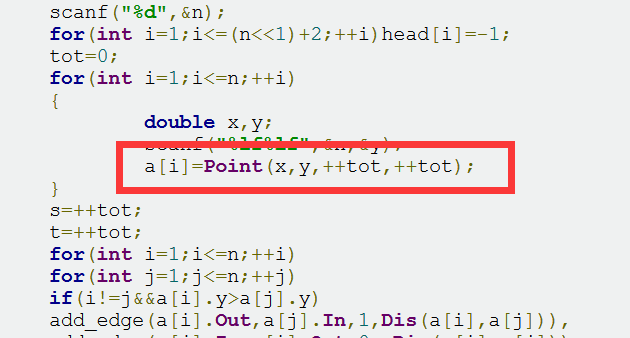 scanf("%d",&n);
for(int i=1;i<=(n<<1)+2;++i)head[i]=-1;
tot=0;
for(int i=1;i<=n;++i)
{
double x,y;
scanf("%lf%lf",&x,&y);
a[i]=Point(x,y,++tot,++tot);
}
s=++tot;
t=++tot;
for(int i=1;i<=n;++i)
for(int j=1;j<=n;++j)
if(i!=j&&a[i].y>a[j].y)
add_edge(a[i].Out,a[j].In,1,Dis(a[i],a[j])),